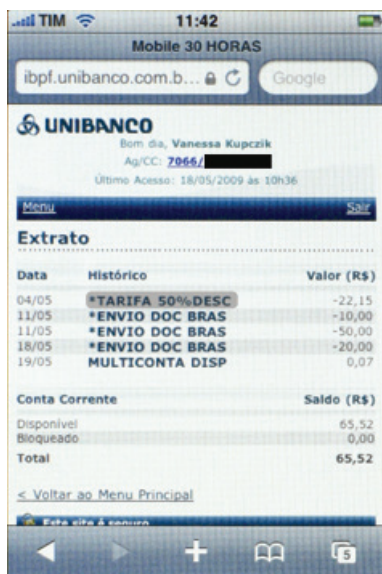 TIM 11:42
Mobile 30 HORAS
ibpf.unibanco.com.b... Google
UNIBANCO
Bom dia, Vanessa Kupczik
Ag/CC: 7066/
Último Acesso: 18/05/2009 às 10h36
Menu Sair
Extrato
Data Histórico Valor (R$)
04/05 *TARIFA 50%DESC -22,15
11/05 *ENVIO DOC BRAS -10,00
11/05 *ENVIO DOC BRAS -50,00
18/05 *ENVIO DOC BRAS -20,00
19/05 MULTICONTA DISP 0,07
Conta Corrente Saldo (R$)
Disponível 65,52
Bloqueado 0,00
Total 65,52
< Voltar ao Menu Principal
Este site é seguro
5